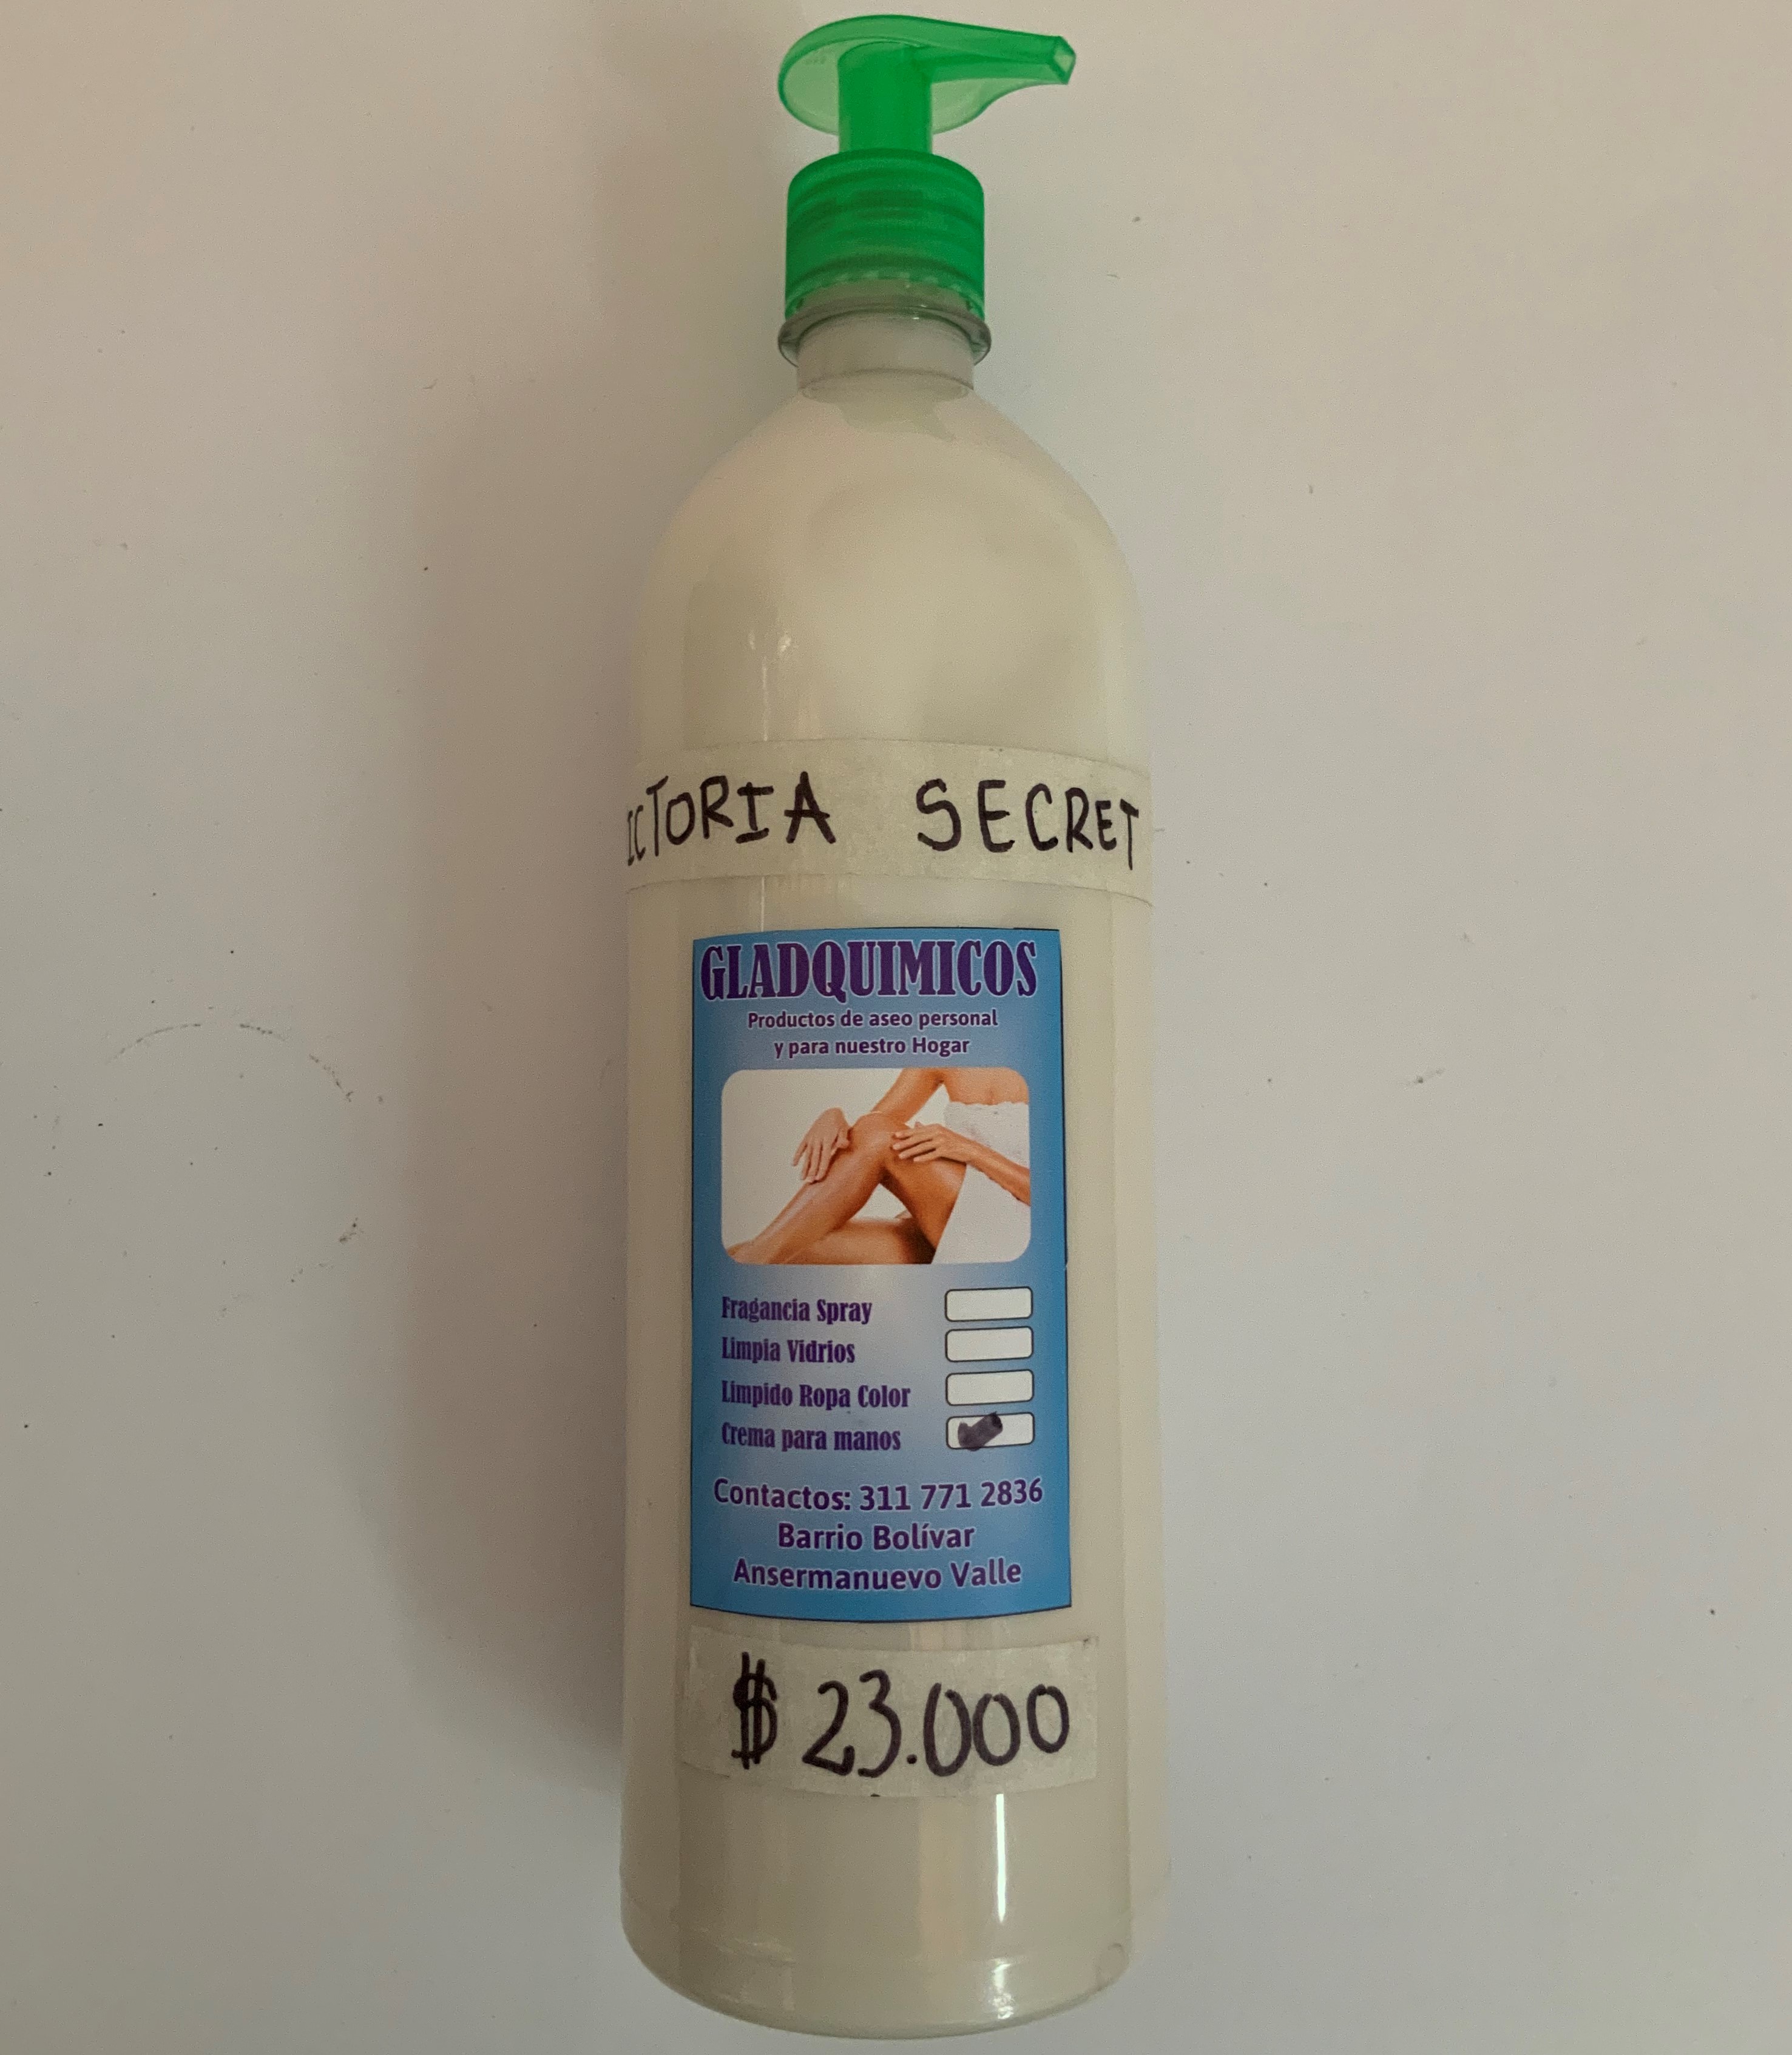 ICTORIA SECRET
GLADQUIMICOS
Productos de aseo personal
y para nuestro Hogar
Fragancia Spray
Limpia Vidrios
Limpido Ropa Color
Crema para manos
Contactos: 311 771 2836
Barrio Bolívar
Ansermanuevo Valle
$ 23.000